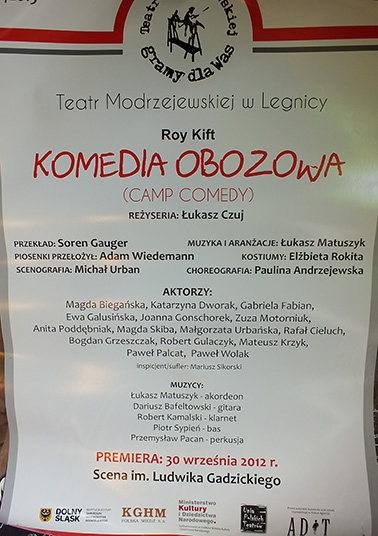 Teatr
gramy dla Was
Teatr Modrzejewskiej w Legnicy
Roy Kift
KOMEDIA OBOZOWA
(CAMP COMEDY)
REŻYSERIA: Łukasz Czuj
PRZEKŁAD: Soren Gauger MUZYKA I ARANŻACJE: Łukasz Matuszyk
PIOSENKI PRZEŁOŻYŁ: Adam Wiedemann KOSTIUMY: Elżbieta Rokita
SCENOGRAFIA: Michał Urban CHOREOGRAFIA: Paulina Andrzejewska
AKTORZY:
Magda Biegańska, Katarzyna Dworak, Gabriela Fabian,
Ewa Galusińska, Joanna Gonschorek, Zuza Motorniuk,
Anita Poddębniak, Magda Skiba, Małgorzata Urbańska, Rafał Cieluch,
Bogdan Grzeszczak, Robert Gulaczyk, Mateusz Krzyk,
Paweł Palcat, Paweł Wolak
inspicjent/sufler: Mariusz Sikorski
MUZYCY:
Łukasz Matuszyk - akordeon
Dariusz Bafeltowski - gitara
Robert Kamalski - klarnet
Piotr Sypień - bas
Przemysław Pacan - perkusja
PREMIERA: 30 września 2012 r.
Scena im. Ludwika Gadzickiego
DOLNY ŚLĄSK
KGHM
POLSKA MIEDŹ S.A.
Ministerstwo
Kultury
i Dziedzictwa
Narodowego
Unia
Polskich
Teatrów
ADiT